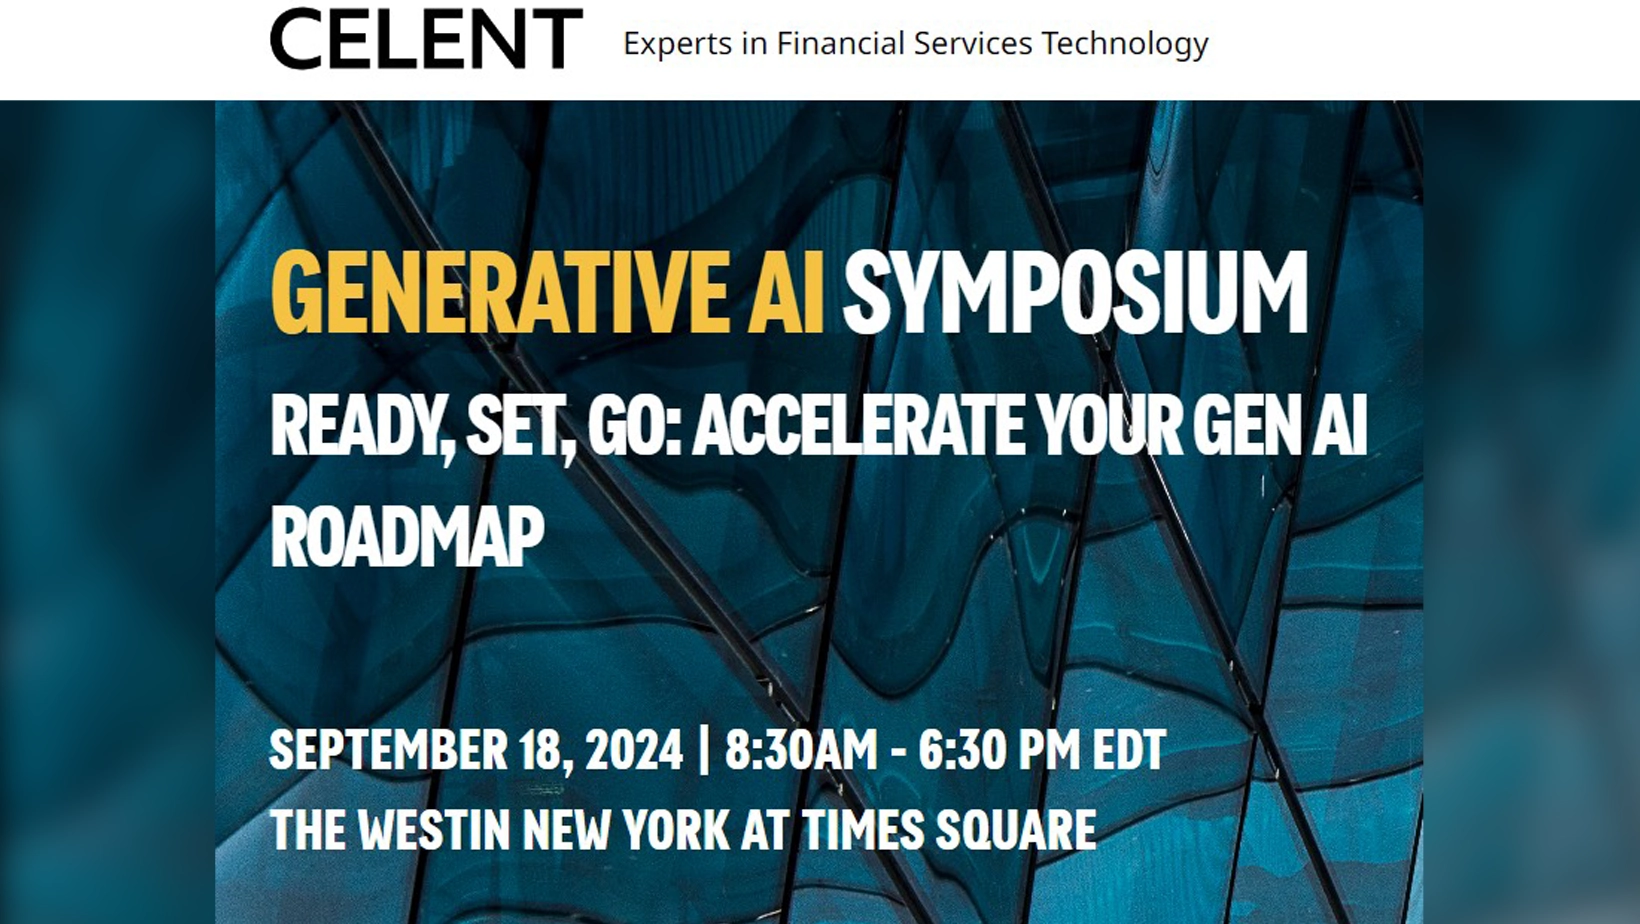 CELENT Experts in Financial Services Technology
GENERATIVE AI SYMPOSIUM
READY, SET, GO: ACCELERATE YOUR GEN AI
ROADMAP
SEPTEMBER 18, 2024 | 8:30AM - 6:30 PM EDT
THE WESTIN NEW YORK AT TIMES SQUARE